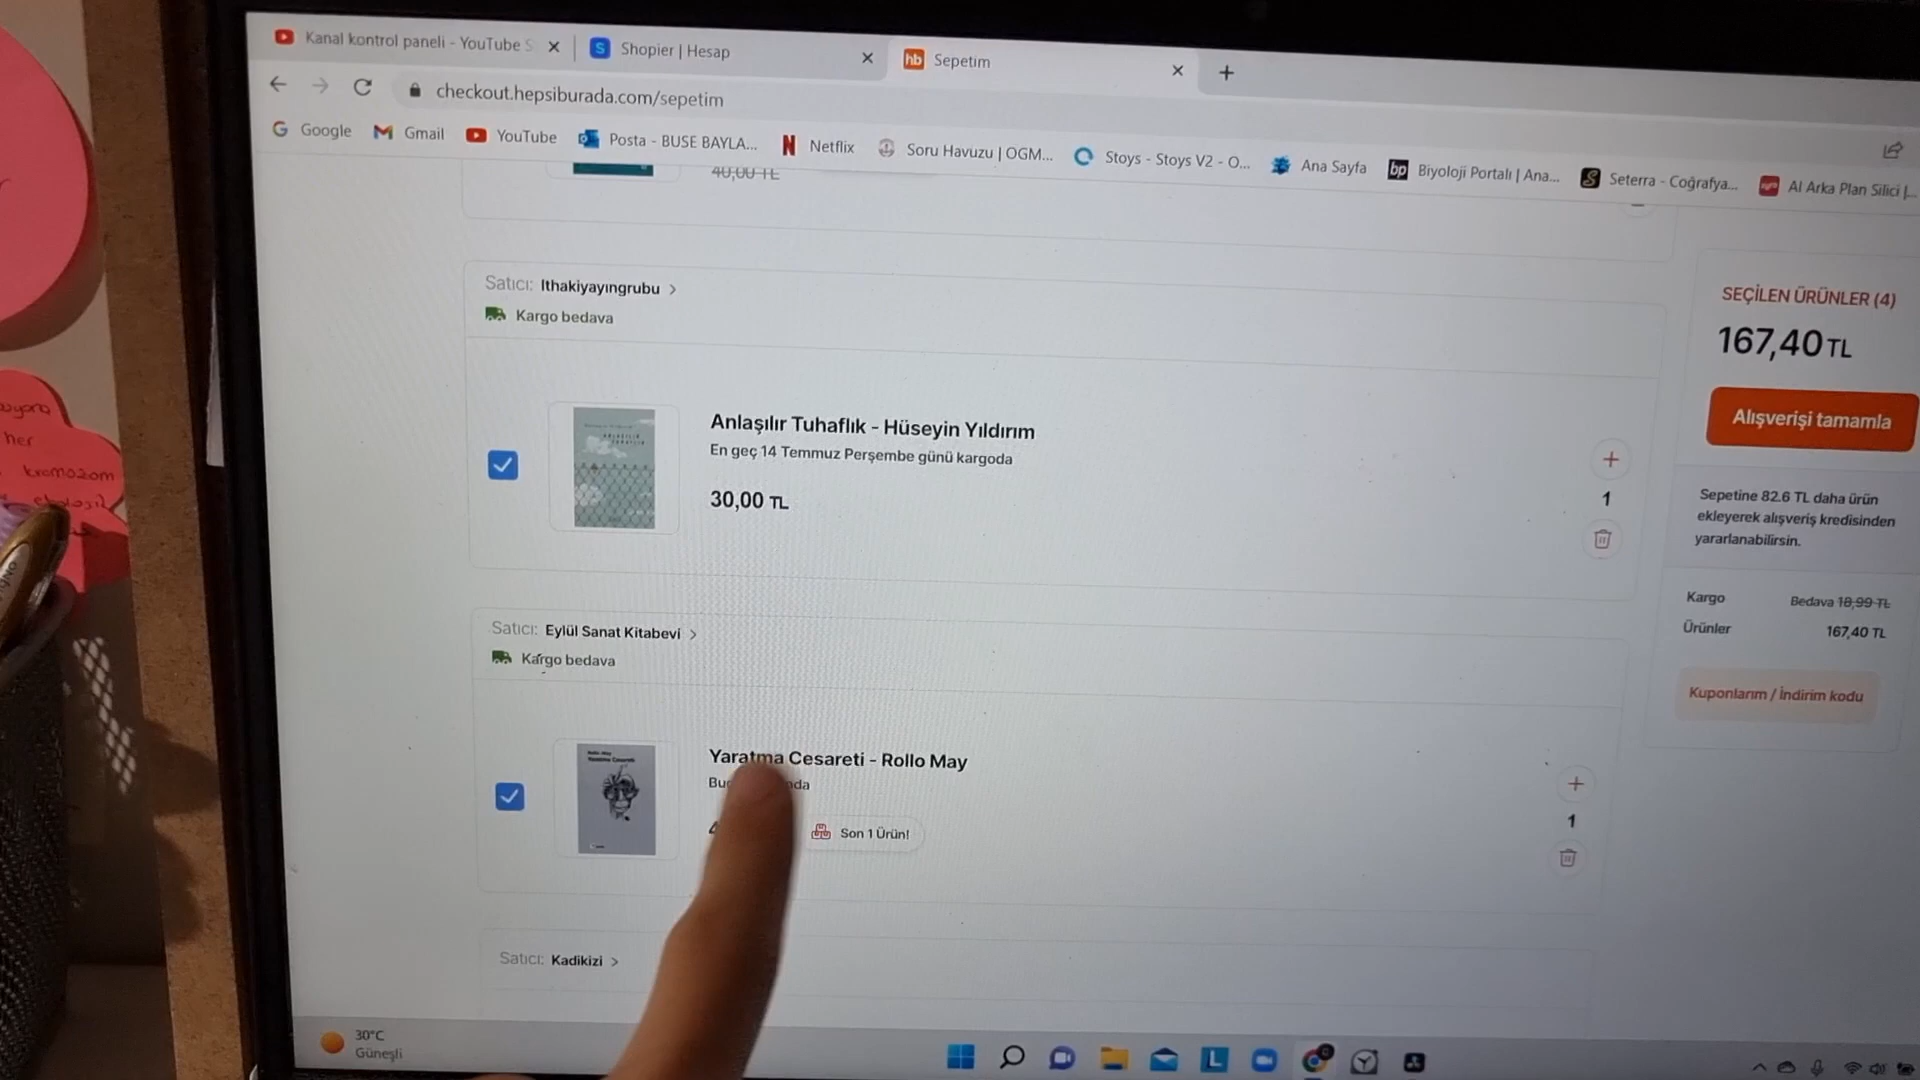 Kanal kontrol paneli - YouTube S
Shopier | Hesap
hb Sepetim
checkout.hepsiburada.com/sepetim
Google
Gmail
YouTube
Posta - BUSE BAYLA...
Netflix
Soru Havuzu | OGM...
Stoys - Stoys V2 - O...
Ana Sayfa
bp Biyoloji Portalı | Ana...
Seterra - Coğrafya...
AI Arka Plan Silici |...
40,00 TL
Satıcı: Ithakiyayıngrubu >
Kargo bedava
Anlaşılır Tuhaflık - Hüseyin Yıldırım
En geç 14 Temmuz Perşembe günü kargoda
30,00 TL
1
Satıcı: Eylül Sanat Kitabevi >
Kargo bedava
Yaratma Cesareti - Rollo May
Son 1 Ürün!
1
Satıcı: Kadikizi >
SEÇİLEN ÜRÜNLER (4)
167,40 TL
Alışverişi tamamla
Sepetine 82.6 TL daha ürün
ekleyerek alışveriş kredisinden
yararlanabilirsin.
Kargo Bedava 18,99 TL
Ürünler 167,40 TL
Kuponlarım / İndirim kodu
her
kromozom
30°C
Güneşli